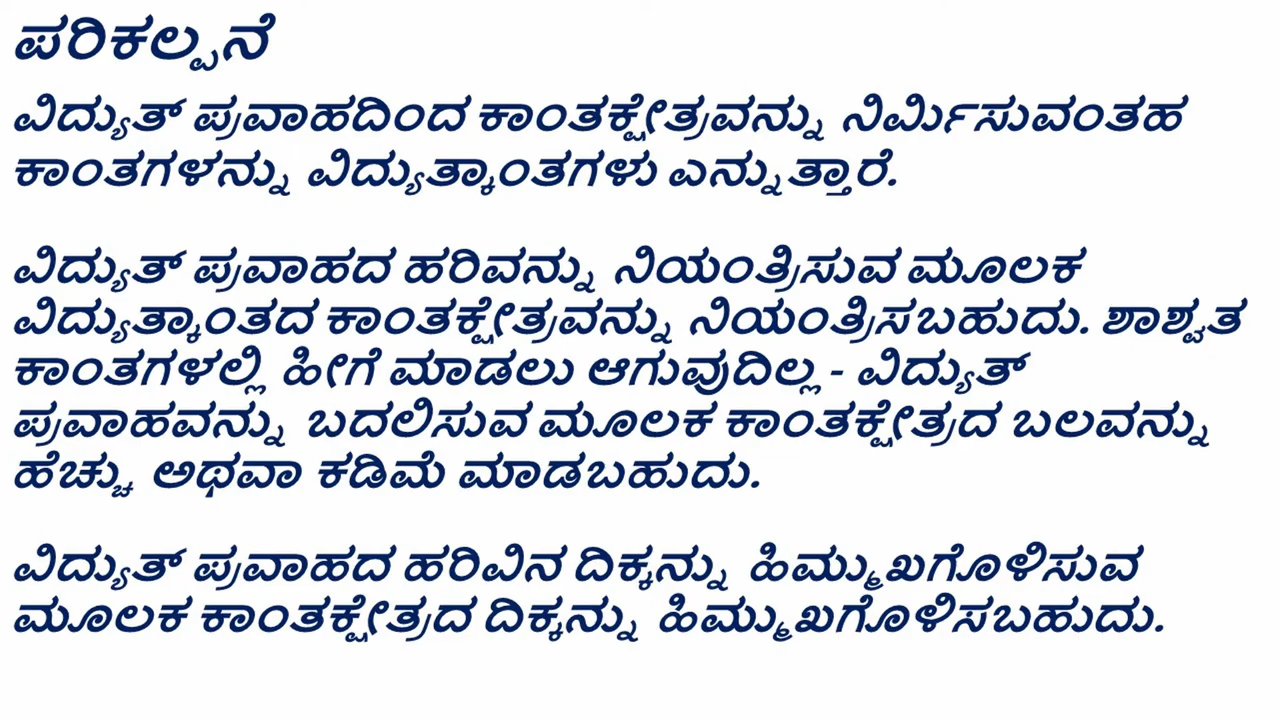 ಪರಿಕಲ್ಪನೆ
ವಿದ್ಯುತ್ ಪ್ರವಾಹದಿಂದ ಕಾಂತಕ್ಷೇತ್ರವನ್ನು ನಿರ್ಮಿಸುವಂತಹ
ಕಾಂತಗಳನ್ನು ವಿದ್ಯುತ್ಕಾಂತಗಳು ಎನ್ನುತ್ತಾರೆ.
ವಿದ್ಯುತ್ ಪ್ರವಾಹದ ಹರಿವನ್ನು ನಿಯಂತ್ರಿಸುವ ಮೂಲಕ
ವಿದ್ಯುತ್ಕಾಂತದ ಕಾಂತಕ್ಷೇತ್ರವನ್ನು ನಿಯಂತ್ರಿಸಬಹುದು. ಶಾಶ್ವತ
ಕಾಂತಗಳಲ್ಲಿ ಹೀಗೆ ಮಾಡಲು ಆಗುವುದಿಲ್ಲ - ವಿದ್ಯುತ್
ಪ್ರವಾಹವನ್ನು ಬದಲಿಸುವ ಮೂಲಕ ಕಾಂತಕ್ಷೇತ್ರದ ಬಲವನ್ನು
ಹೆಚ್ಚು ಅಥವಾ ಕಡಿಮೆ ಮಾಡಬಹುದು.
ವಿದ್ಯುತ್ ಪ್ರವಾಹದ ಹರಿವಿನ ದಿಕ್ಕನ್ನು ಹಿಮ್ಮುಖಗೊಳಿಸುವ
ಮೂಲಕ ಕಾಂತಕ್ಷೇತ್ರದ ದಿಕ್ಕನ್ನು ಹಿಮ್ಮುಖಗೊಳಿಸಬಹುದು.